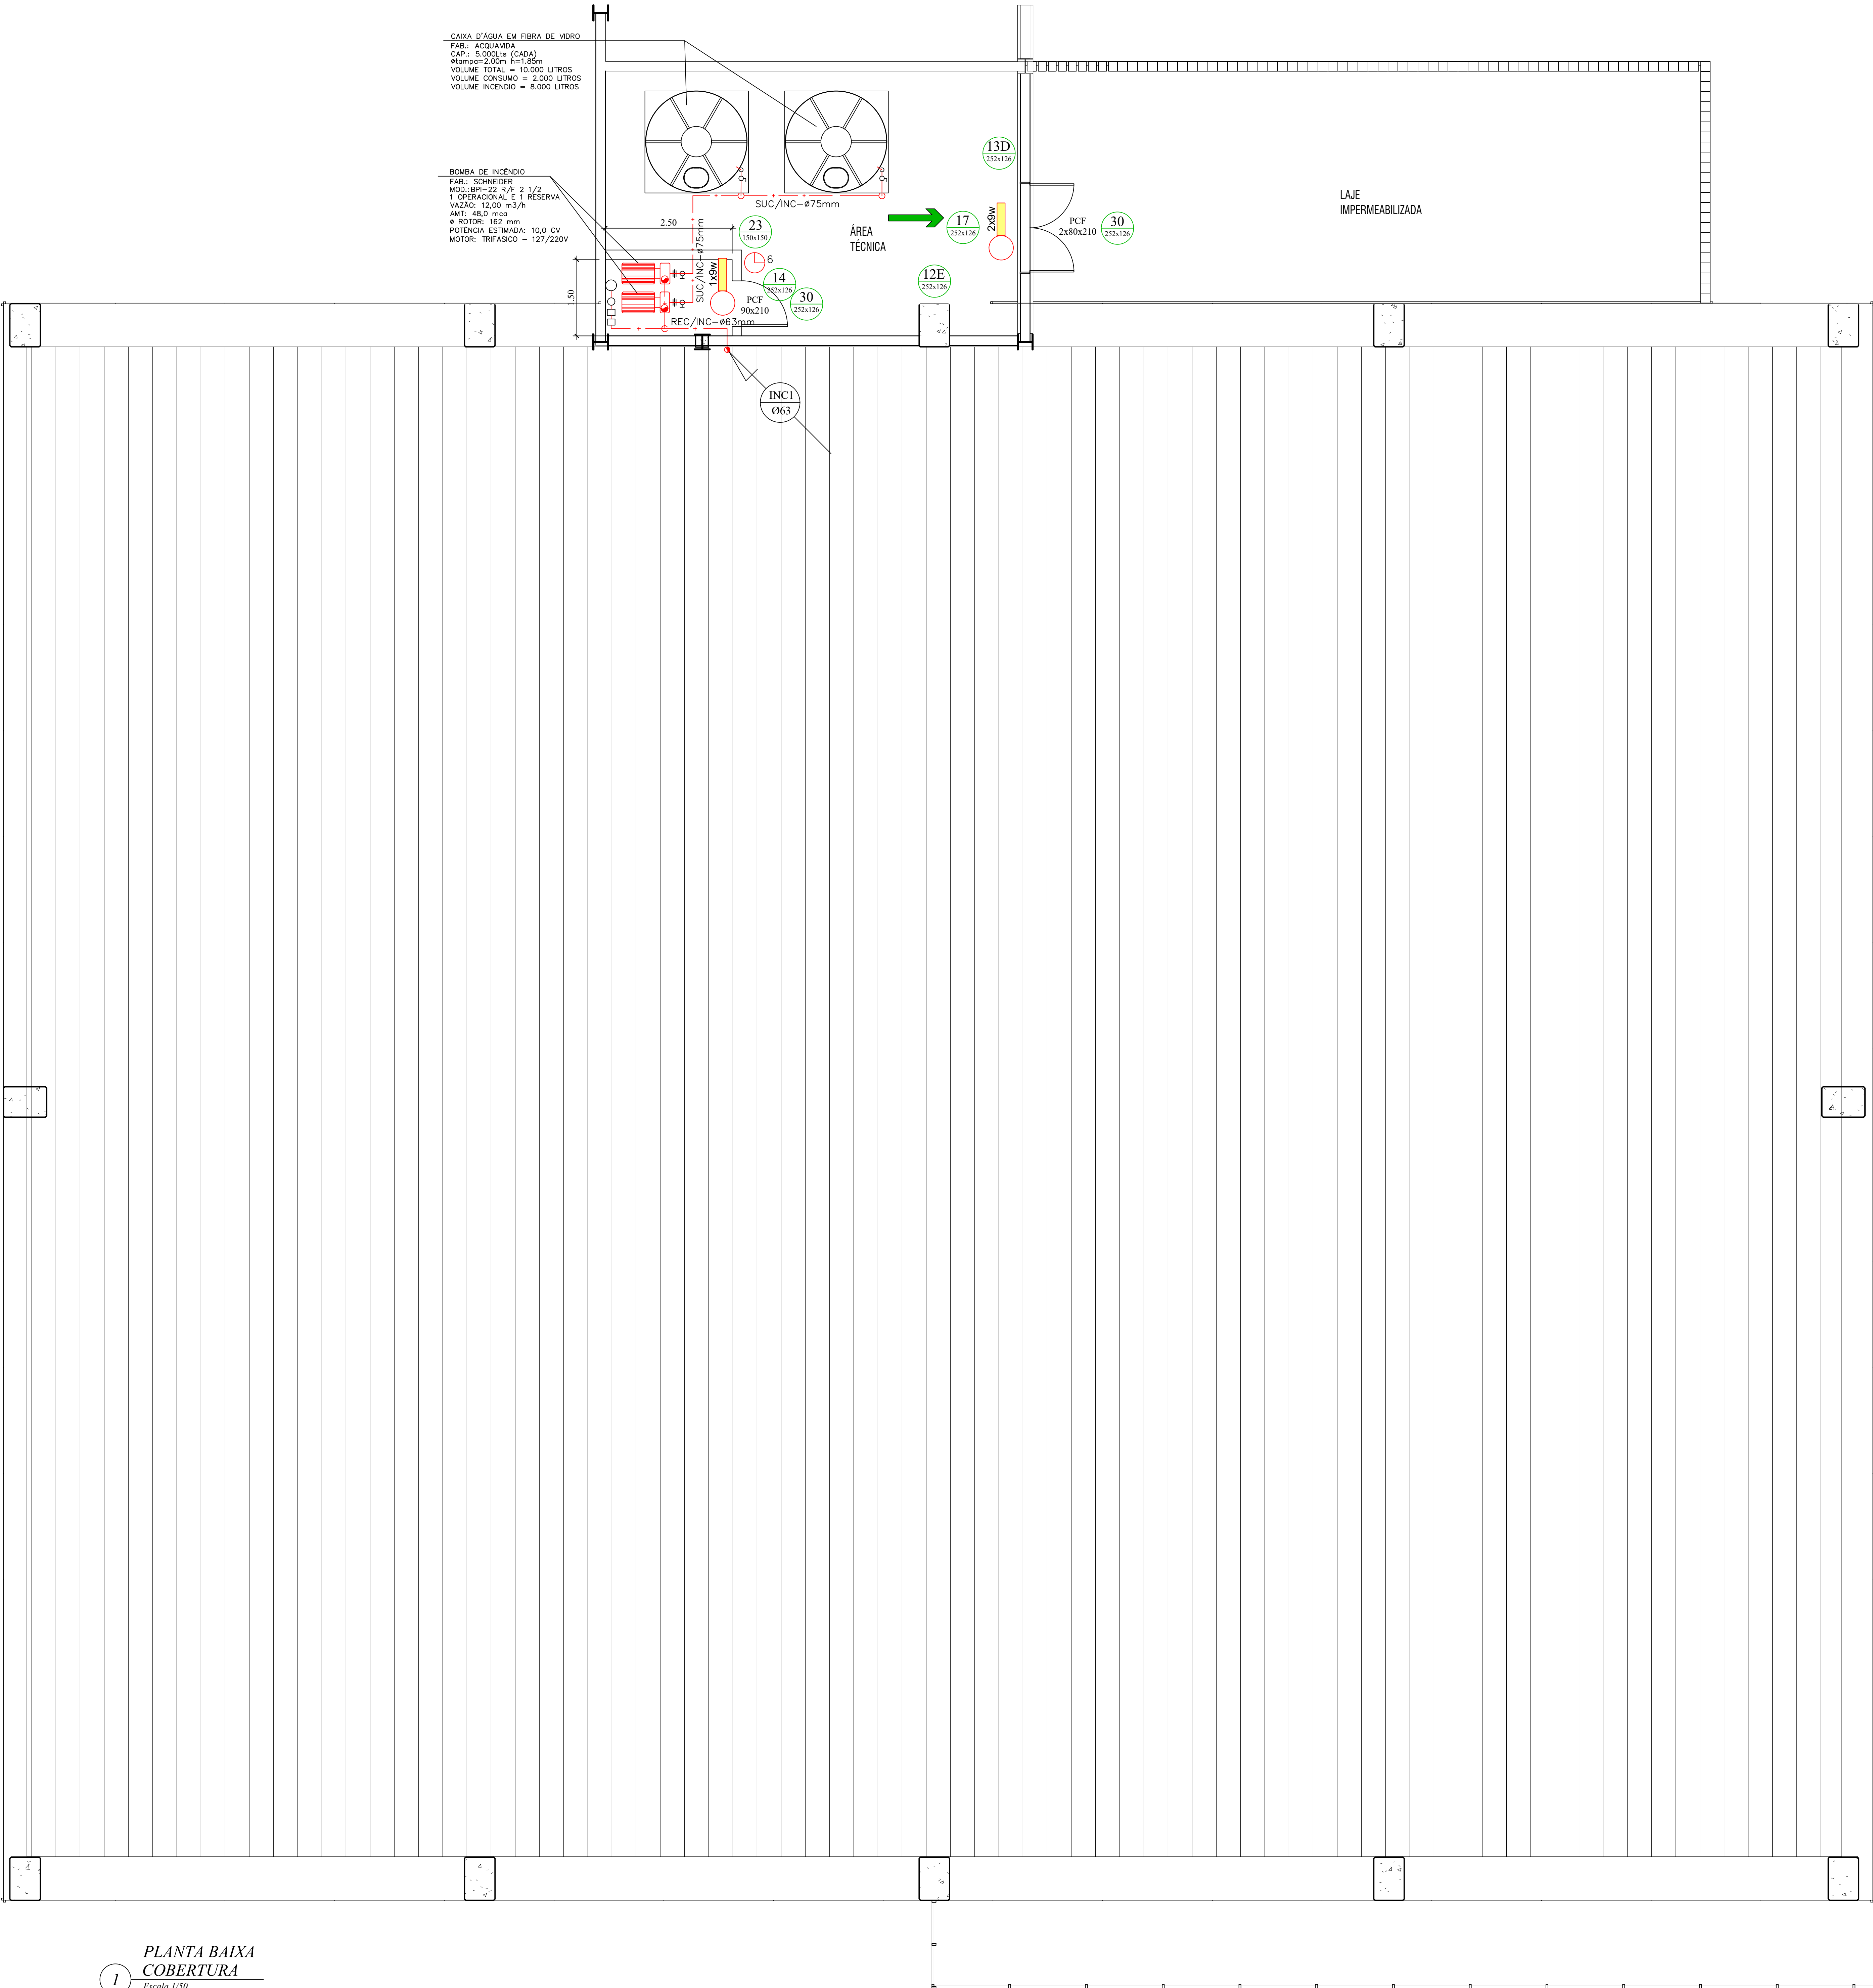 CAIXA D'ÁGUA EM FIBRA DE VIDRO
FAB.: ACQUAVIDA
CAP.: 5.000Lts (CADA)
øtampa=2.00m h=1.85m
VOLUME TOTAL = 10.000 LITROS
VOLUME CONSUMO = 2.000 LITROS
VOLUME INCENDIO = 8.000 LITROS
BOMBA DE INCÊNDIO
FAB.: SCHNEIDER
MOD.:BPI-22 R/F 2 1/2
1 OPERACIONAL E 1 RESERVA
VAZÃO: 12,00 m3/h
AMT: 48,0 mca
ø ROTOR: 162 mm
POTÊNCIA ESTIMADA: 10,0 CV
MOTOR: TRIFÁSICO - 127/220V
13D
252x126
SUC/INC-ø75mm
LAJE
IMPERMEABILIZADA
2.50
SUC/INC-ø75mm
23
150x150
ÁREA
TÉCNICA
17
252x126
2x9w
PCF
2x80x210
30
252x126
6
1x9w
14
252x126
12E
252x126
1.50
PCF
90x210
30
252x126
REC/INC-ø63mm
INC1
Ø63
1
PLANTA BAIXA
COBERTURA
Escala 1/50